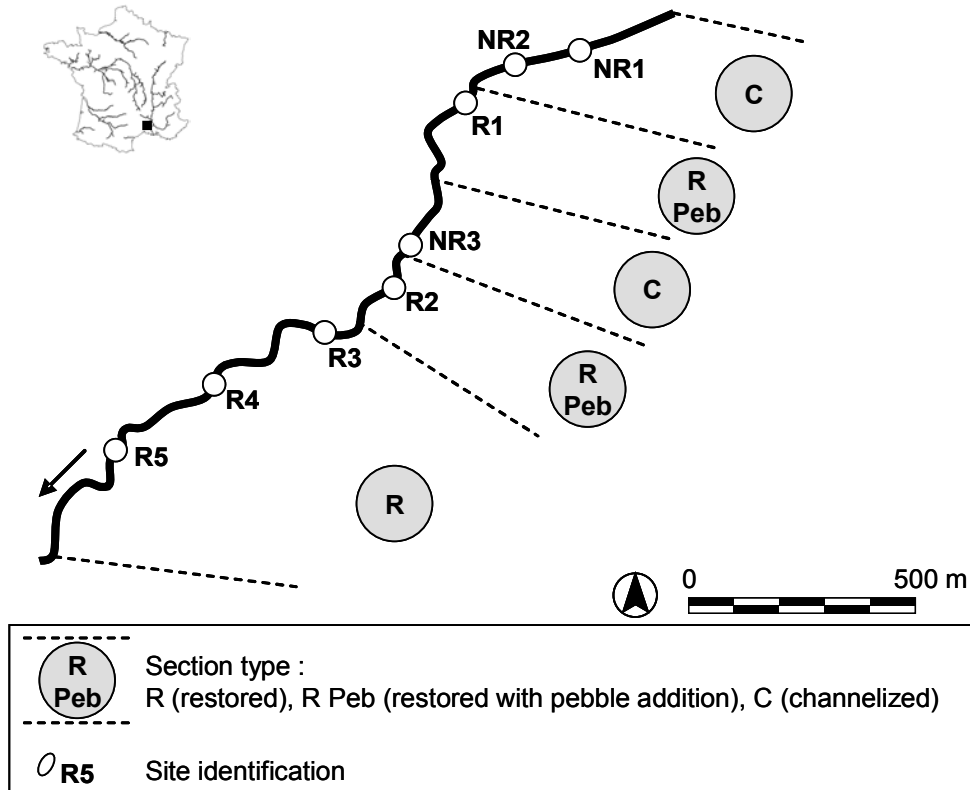 NR2
NR1
C
R1
R
Peb
NR3
C
R2
R3
R
Peb
R4
R5
R
0 500 m
R
Peb
Section type :
R (restored), R Peb (restored with pebble addition), C (channelized)
R5 Site identification